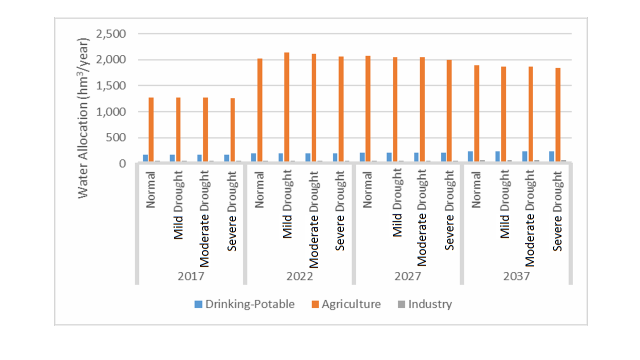 2,500
2,000
1,500
1,000
500
0
Water Allocation (hm³/year)
Normal
Mild Drought
Moderate Drought
Severe Drought
Normal
Mild Drought
Moderate Drought
Severe Drought
Normal
Mild Drought
Moderate Drought
Severe Drought
Normal
Mild Drought
Moderate Drought
Severe Drought
2017 2022 2027 2037
Drinking-Potable Agriculture Industry